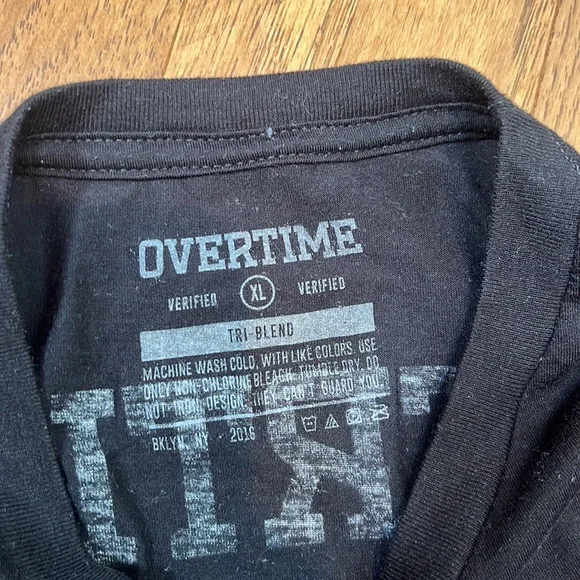 OVERTIME
VERIFIED XL VERIFIED
TRI-BLEND
MACHINE WASH COLD, WITH LIKE COLORS. USE
ONLY NON-CHLORINE BLEACH. TUMBLE DRY. DO
NOT IRON DESIGN. THEY CAN'T GUARD YOU.
BKLYN, NY - 2016